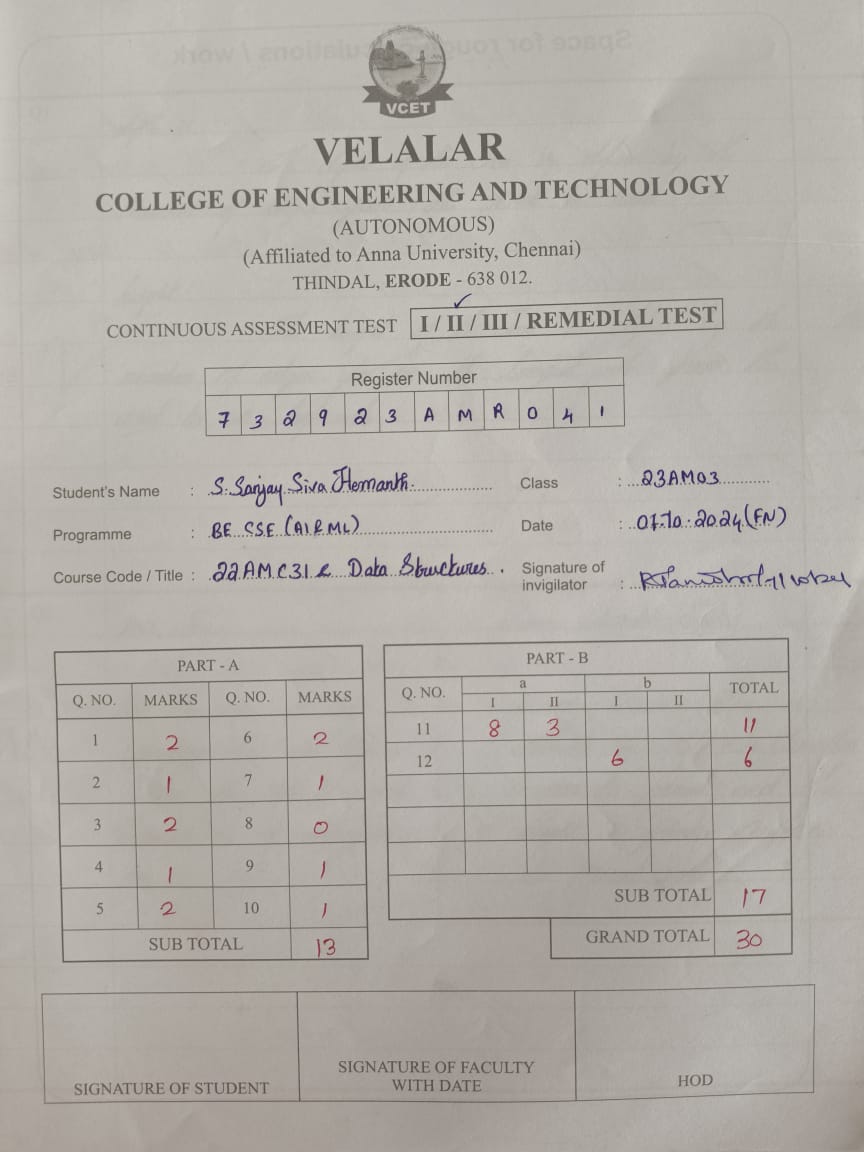 VCET
VELALAR
COLLEGE OF ENGINEERING AND TECHNOLOGY
(AUTONOMOUS)
(Affiliated to Anna University, Chennai)
THINDAL, ERODE - 638 012.
CONTINUOUS ASSESSMENT TEST I / II / III / REMEDIAL TEST
Register Number
7 3 2 9 2 3 A M R 0 4 1
Student's Name : S. Sanjay Siva Hemanth. Class : 23AM03
Programme : BE CSE (AI & ML) Date : 07.10.2024 (FN)
Course Code / Title : 22AMC31 & Data Structures. Signature of
invigilator :
PART - A
Q. NO. MARKS Q. NO. MARKS
1 2 6 2
2 1 7 1
3 2 8 0
4 1 9 1
5 2 10 1
SUB TOTAL 13
PART - B
Q. NO. a b TOTAL
I II I II
11 8 3 11
12 6 6
SUB TOTAL 17
GRAND TOTAL 30
SIGNATURE OF STUDENT
SIGNATURE OF FACULTY
WITH DATE
HOD